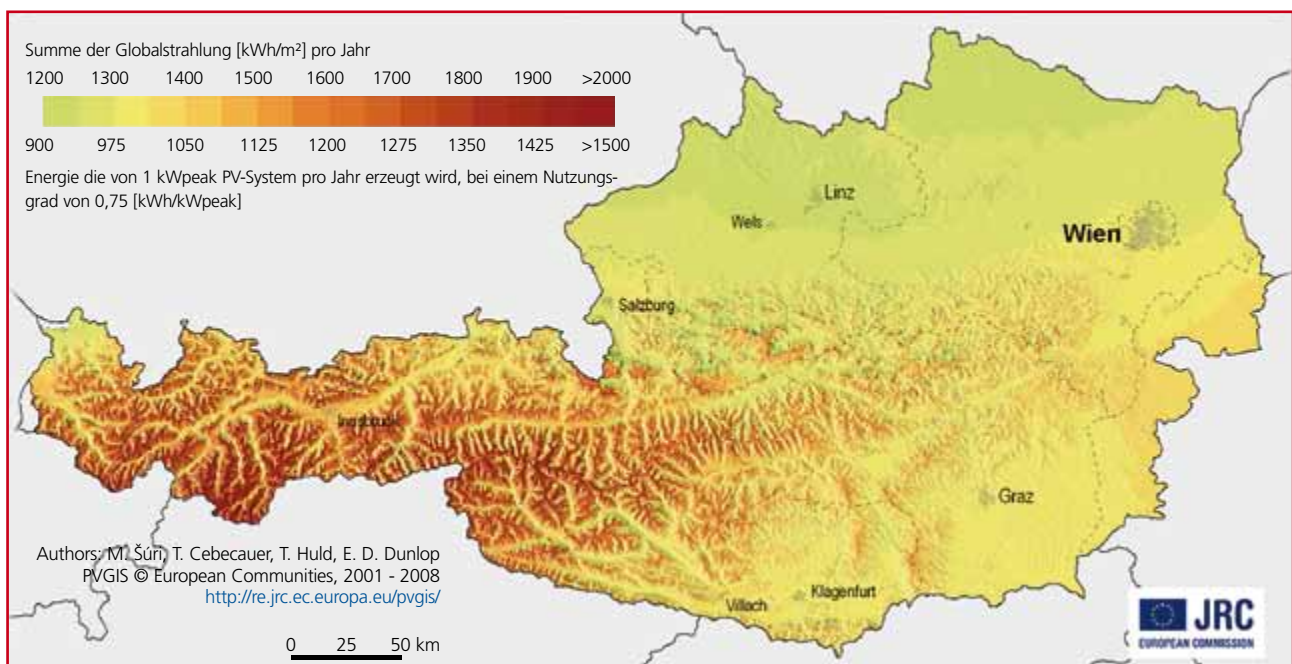 Summe der Globalstrahlung [kWh/m²] pro Jahr
1200 1300 1400 1500 1600 1700 1800 1900 >2000
900 975 1050 1125 1200 1275 1350 1425 >1500
Energie die von 1 kWpeak PV-System pro Jahr erzeugt wird, bei einem Nutzungs-
grad von 0,75 [kWh/kWpeak]
Linz
Wels
Wien
Salzburg
Innsbruck
Graz
Klagenfurt
Villach
Authors: M. Šúri, T. Cebecauer, T. Huld, E. D. Dunlop
PVGIS © European Communities, 2001 - 2008
http://re.jrc.ec.europa.eu/pvgis/
0 25 50 km
JRC
EUROPEAN COMMISSION